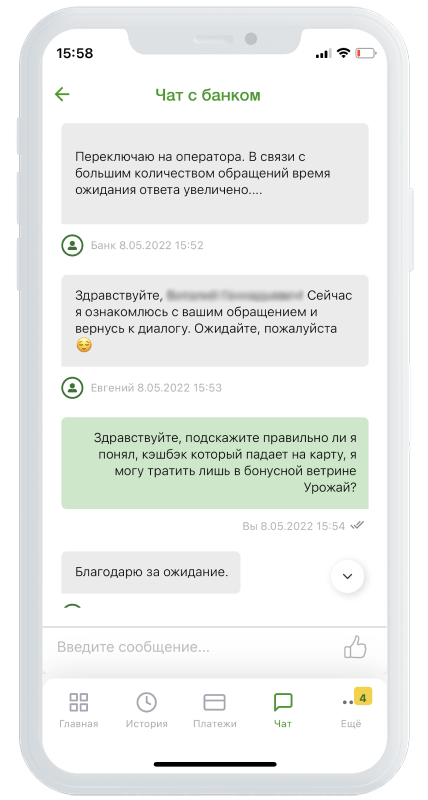 15:58
Чат с банком
Переключаю на оператора. В связи с
большим количеством обращений время
ожидания ответа увеличено....
Банк 8.05.2022 15:52
Здравствуйте, Сейчас
я ознакомлюсь с вашим обращением и
вернусь к диалогу. Ожидайте, пожалуйста
😌
Евгений 8.05.2022 15:53
Здравствуйте, подскажите правильно ли я
понял, кэшбэк который падает на карту, я
могу тратить лишь в бонусной ветрине
Урожай?
Вы 8.05.2022 15:54
Благодарю за ожидание.
Введите сообщение...
4
Главная История Платежи Чат Ещё